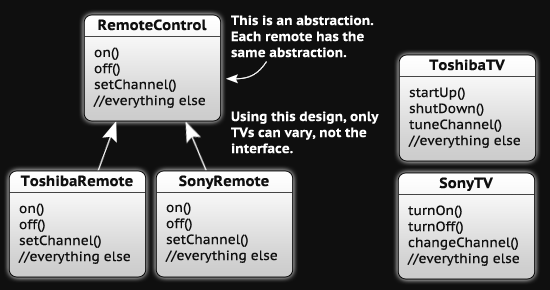 RemoteControl
on()
off()
setChannel()
//everything else
This is an abstraction.
Each remote has the
same abstraction.
Using this design, only
TVs can vary, not the
interface.
ToshibaTV
startUp()
shutDown()
tuneChannel()
//everything else
ToshibaRemote
on()
off()
setChannel()
//everything else
SonyRemote
on()
off()
setChannel()
//everything else
SonyTV
turnOn()
turnOff()
changeChannel()
//everything else